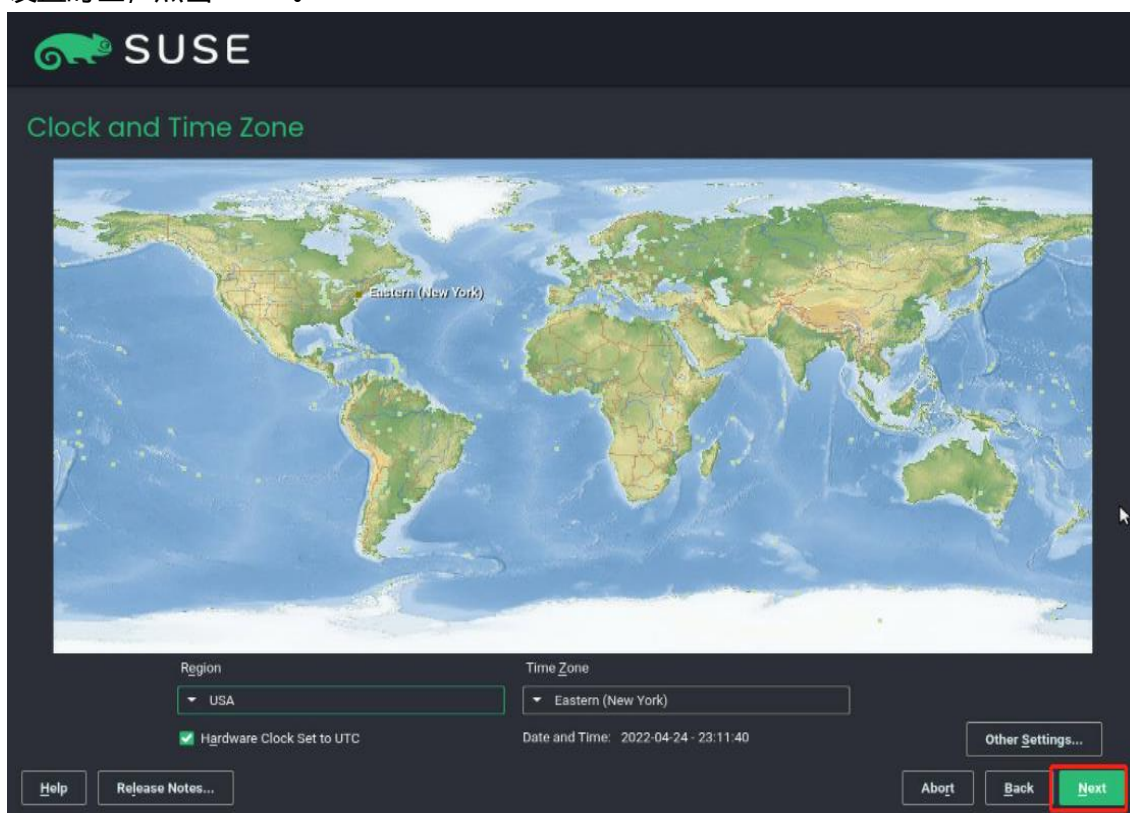 SUSE
Clock and Time Zone
Eastern (New York)
Region
Time Zone
USA
Eastern (New York)
Hardware Clock Set to UTC
Date and Time: 2022-04-24 - 23:11:40
Other Settings...
Help
Release Notes...
Abort
Back
Next